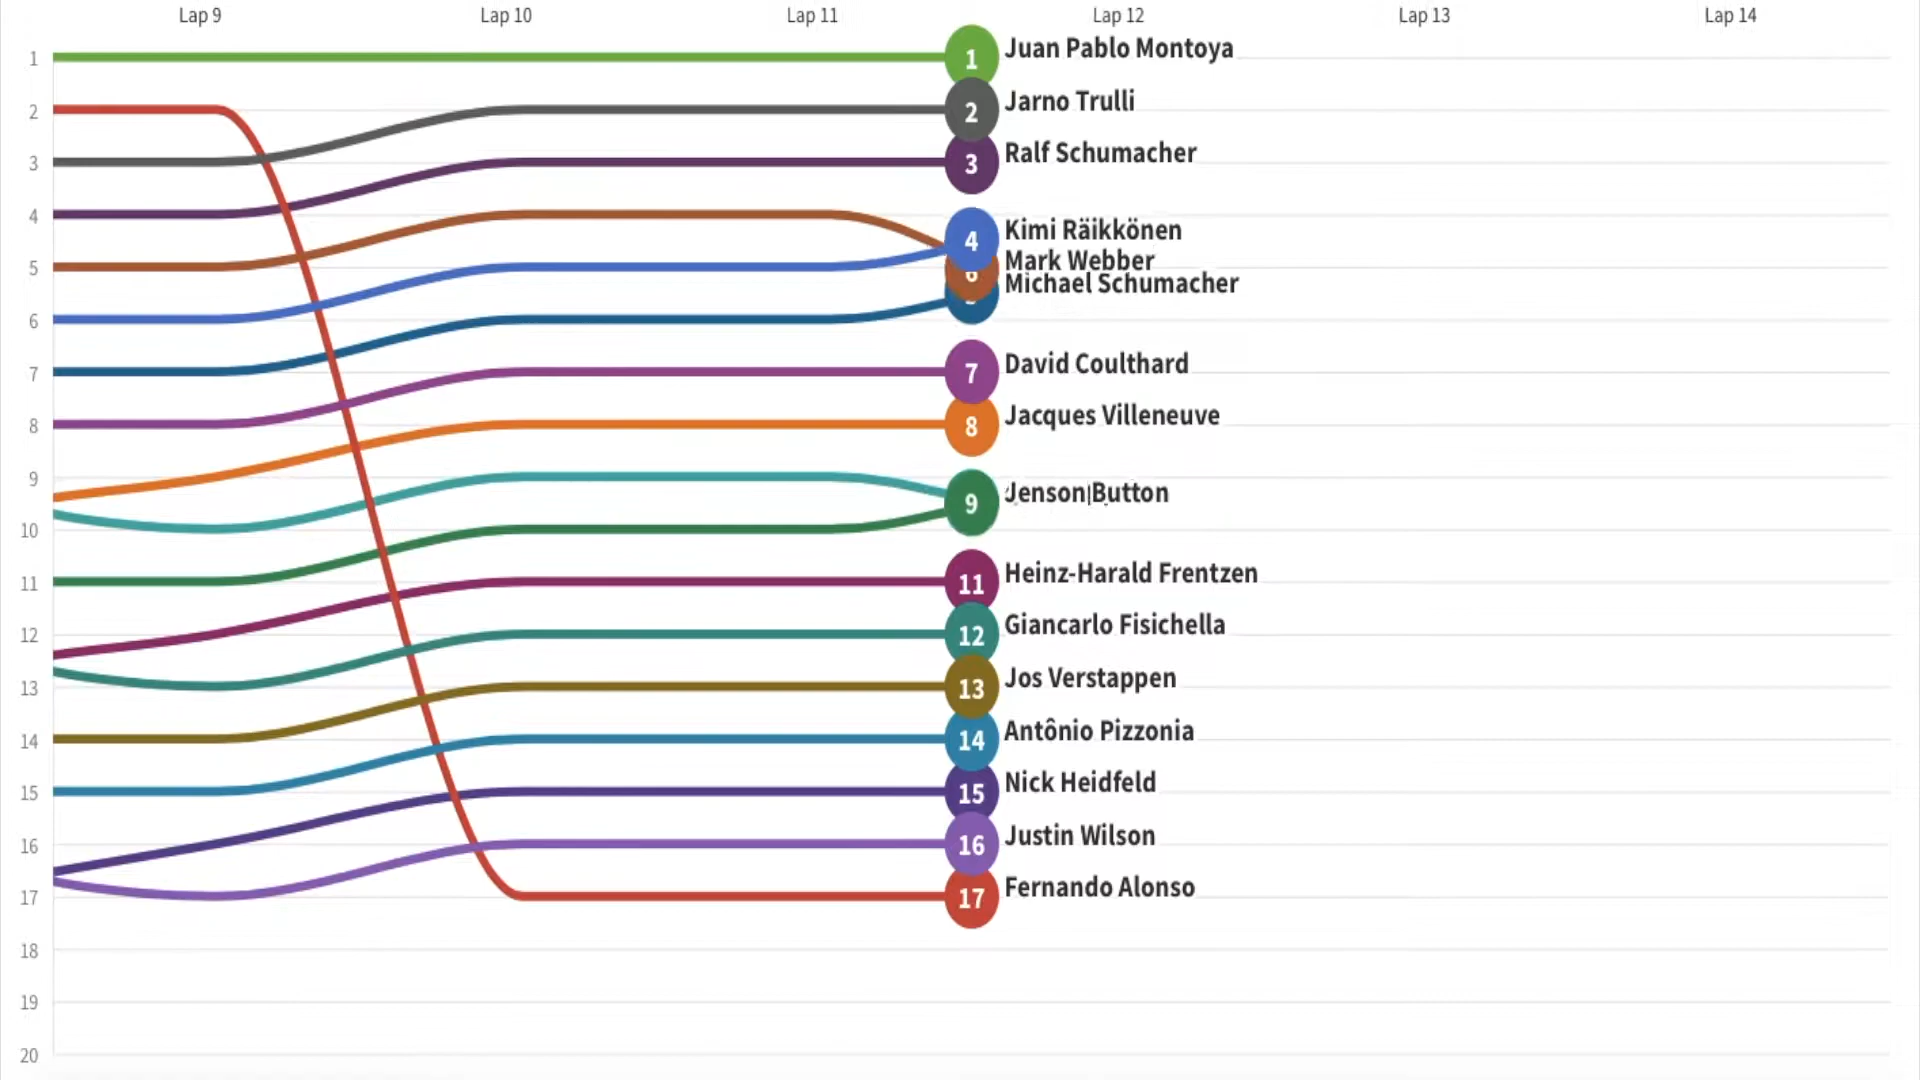 Lap 9 Lap 10 Lap 11 Lap 12 Lap 13 Lap 14
1 1 Juan Pablo Montoya
2 2 Jarno Trulli
3 3 Ralf Schumacher
4 4 Kimi Räikkönen
5 6 Mark Webber
Michael Schumacher
6
7 7 David Coulthard
8 8 Jacques Villeneuve
9 9 Jenson Button
10
11 11 Heinz-Harald Frentzen
12 12 Giancarlo Fisichella
13 13 Jos Verstappen
14 14 Antônio Pizzonia
15 15 Nick Heidfeld
16 16 Justin Wilson
17 17 Fernando Alonso
18
19
20